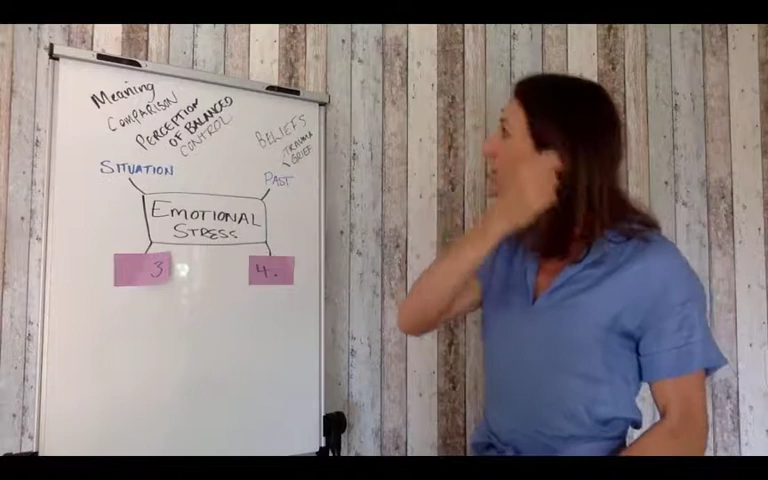 Meaning
COMPARISON
PERCEPTION
OF BALANCED
CONTROL
BELIEFS
TRAUMA
GRIEF
SITUATION
PAST
EMOTIONAL
STRESS
3
4.